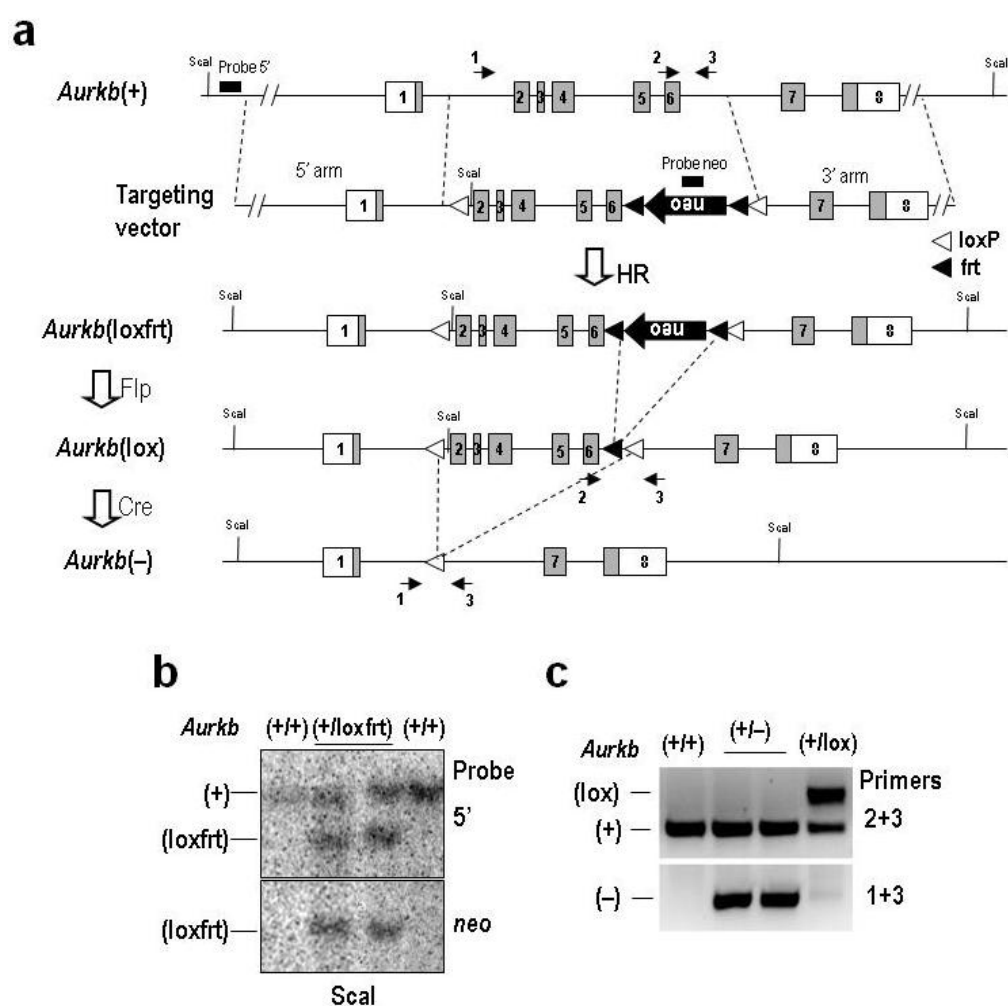 a
ScaI Probe 5' 1 2 3 ScaI
Aurkb(+) 1 2 3 4 5 6 7 8
5' arm ScaI Probe neo 3' arm
Targeting vector 1 2 3 4 5 6 neo 7 8
loxP
frt
HR
ScaI ScaI ScaI
Aurkb(loxfrt) 1 2 3 4 5 6 neo 7 8
Flp
ScaI ScaI ScaI
Aurkb(lox) 1 2 3 4 5 6 7 8
2 3
Cre
ScaI ScaI
Aurkb(–) 1 7 8
1 3
b
Aurkb (+/+) (+/loxfrt) (+/+)
(+) Probe 5'
(loxfrt)
(loxfrt) neo
ScaI
c
Aurkb (+/+) (+/–) (+/lox)
(lox) Primers
(+) 2+3
(–) 1+3